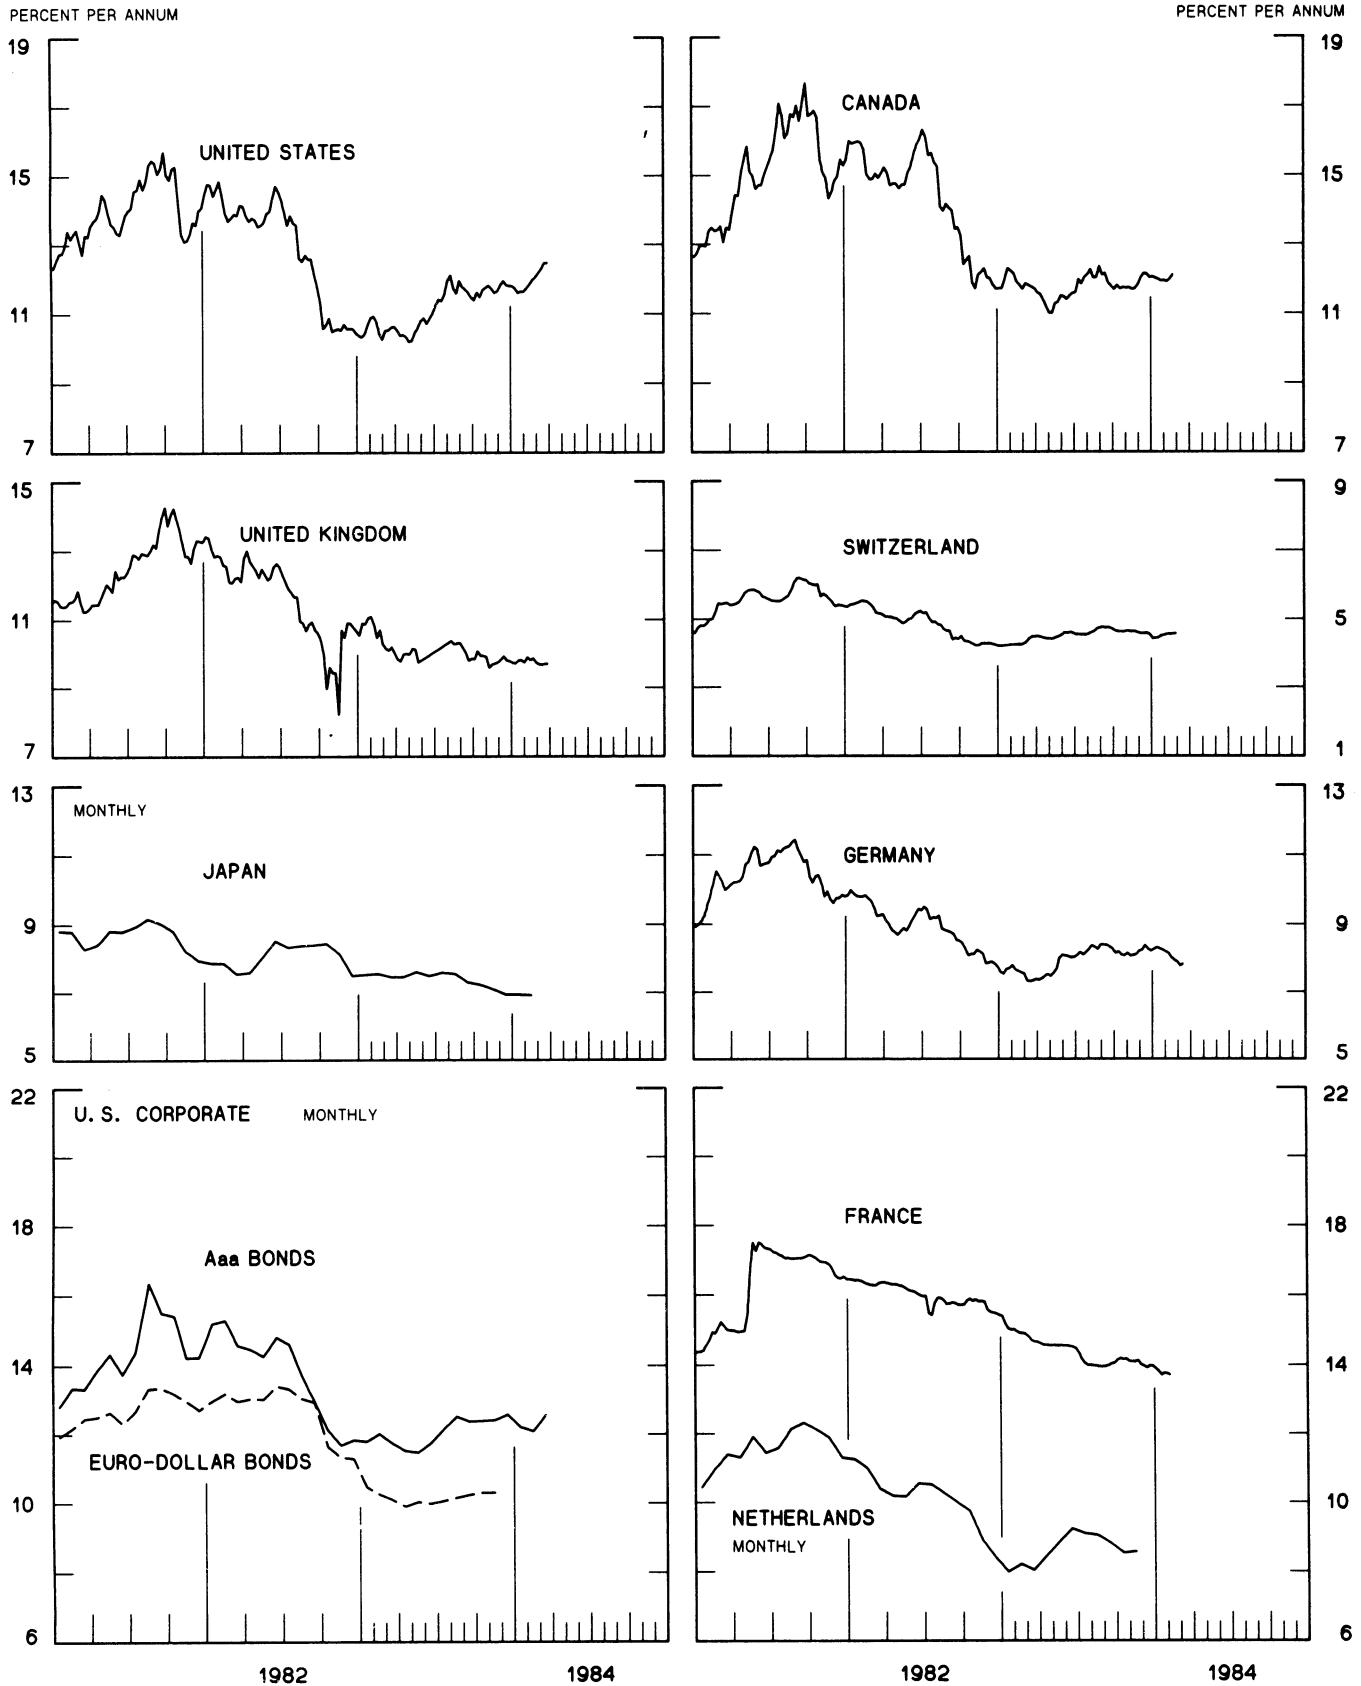 PERCENT PER ANNUM
PERCENT PER ANNUM
19
15
11
7
UNITED STATES
19
15
11
7
CANADA
15
11
7
UNITED KINGDOM
9
5
1
SWITZERLAND
13
9
5
MONTHLY
JAPAN
13
9
5
GERMANY
22
18
14
10
6
U. S. CORPORATE MONTHLY
Aaa BONDS
EURO-DOLLAR BONDS
22
18
14
10
6
FRANCE
NETHERLANDS
MONTHLY
1982 1984
1982 1984